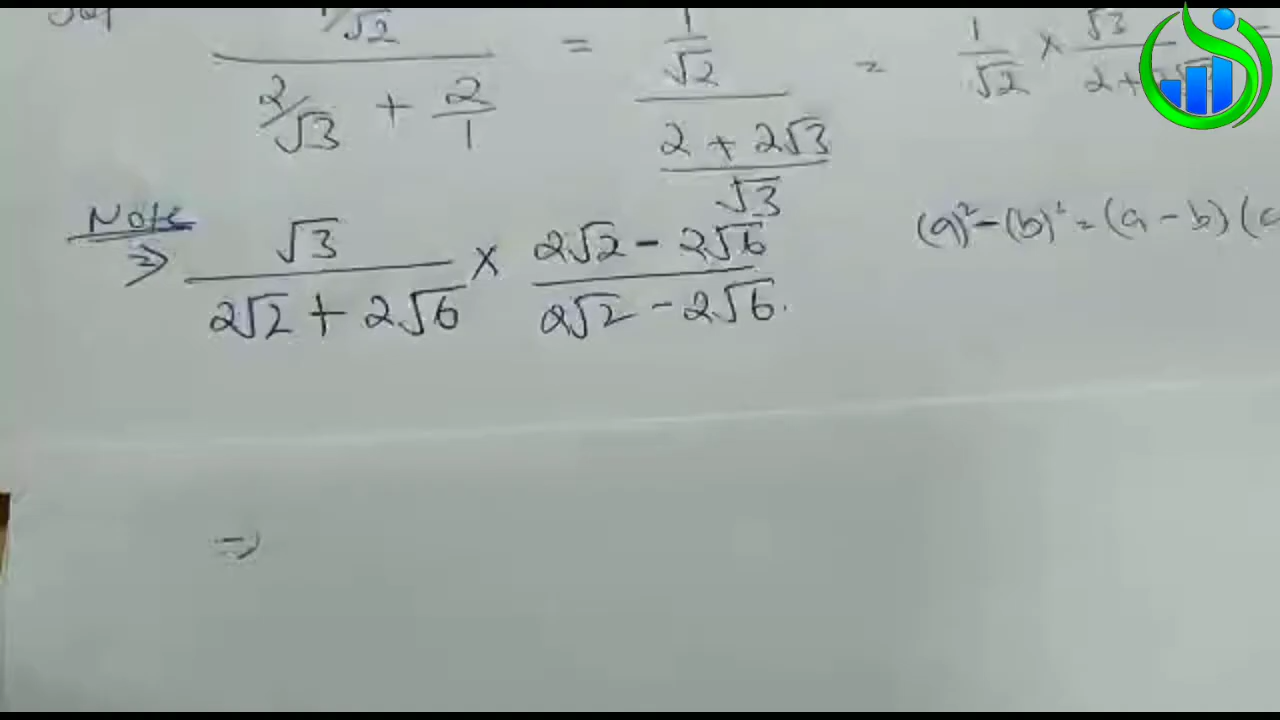 1/√2 / (2/√3 + 2/1) = (1/√2) / ((2 + 2√3)/√3) = 1/√2 × √3/2+
Note
⇒ √3/(2√2 + 2√6) × (2√2 - 2√6)/(2√2 - 2√6).
(a)² - (b)² = (a - b) (
⇒